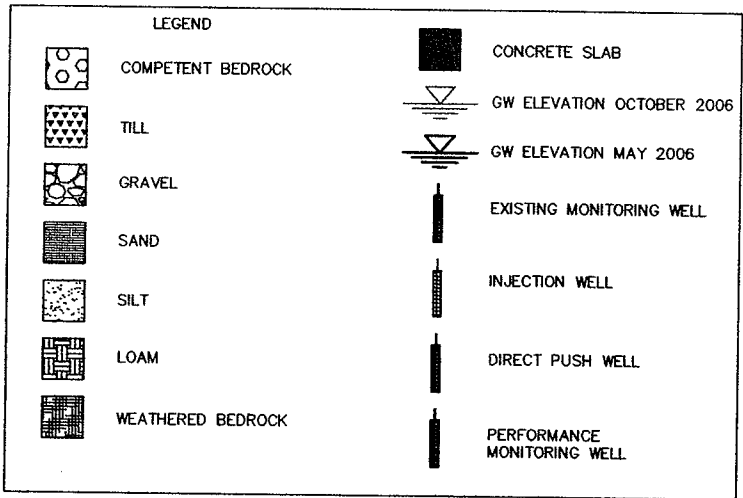 LEGEND
COMPETENT BEDROCK
TILL
GRAVEL
SAND
SILT
LOAM
WEATHERED BEDROCK
CONCRETE SLAB
GW ELEVATION OCTOBER 2006
GW ELEVATION MAY 2006
EXISTING MONITORING WELL
INJECTION WELL
DIRECT PUSH WELL
PERFORMANCE
MONITORING WELL